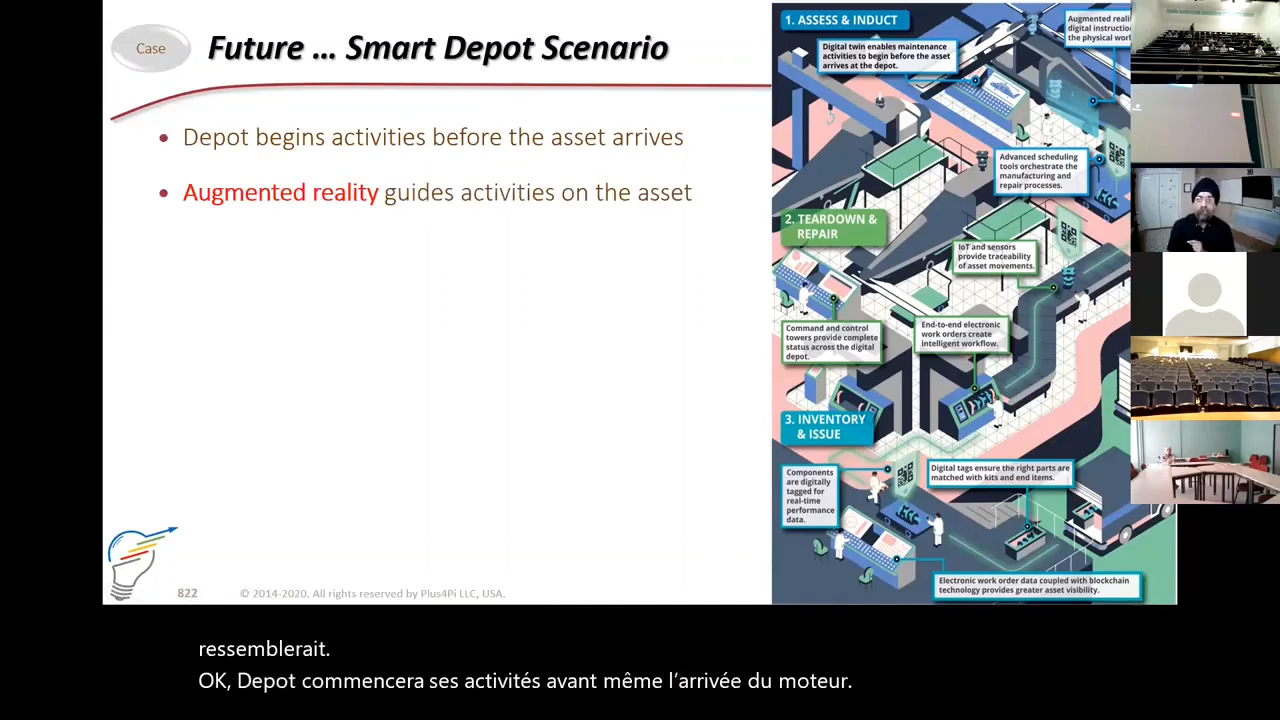 Case
Future ... Smart Depot Scenario
• Depot begins activities before the asset arrives
• Augmented reality guides activities on the asset
822
© 2014-2020. All rights reserved by Plus4Pi LLC, USA.
1. ASSESS & INDUCT
Digital twin enables maintenance
activities to begin before the asset
arrives at the depot.
Augmented
digital instruction
the physical
Advanced scheduling
tools orchestrate the
manufacturing and
repair processes.
2. TEARDOWN &
REPAIR
IoT and sensors
provide traceability
of asset movements.
Command and control
towers provide complete
status across the digital
depot.
End-to-end electronic
work orders create
intelligent workflow.
3. INVENTORY
& ISSUE
Components
are digitally
tagged for
real-time
performance
data.
Digital tags ensure the right parts are
matched with kits and end items.
Electronic work order data coupled with blockchain
technology provides greater asset visibility.
ressemblerait.
OK, Depot commencera ses activités avant même l'arrivée du moteur.